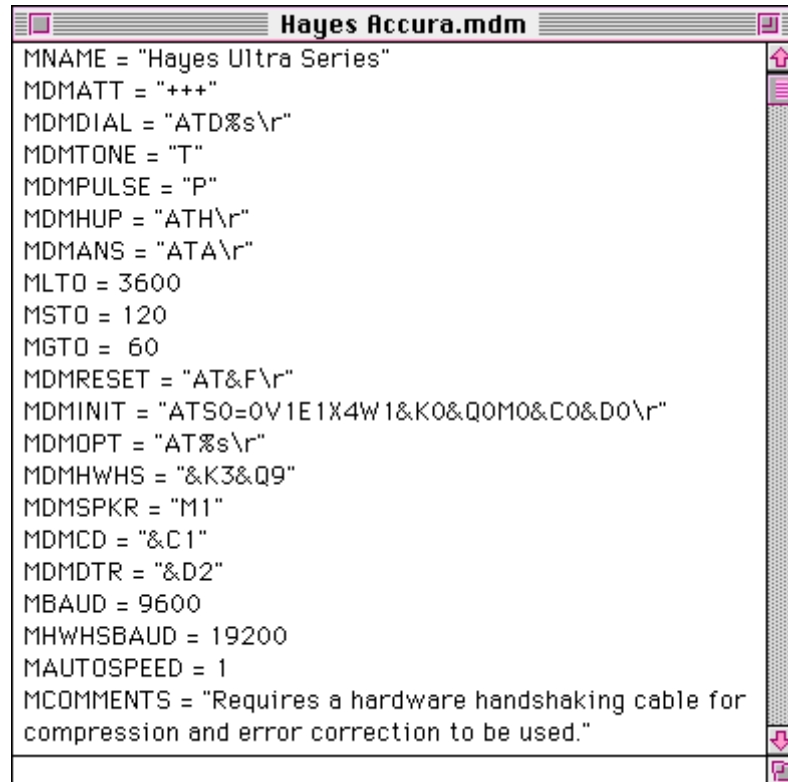 Hayes Accura.mdm
MNAME = "Hayes Ultra Series"
MDMATT = "+++"
MDMDIAL = "ATD%s\r"
MDMTONE = "T"
MDMPULSE = "P"
MDMHUP = "ATH\r"
MDMANS = "ATA\r"
MLTO = 3600
MSTO = 120
MGTO =  60
MDMRESET = "AT&F\r"
MDMINIT = "ATS0=0V1E1X4W1&K0&Q0M0&C0&D0\r"
MDMOPT = "AT%s\r"
MDMHWHS = "&K3&Q9"
MDMSPKR = "M1"
MDMCD = "&C1"
MDMDTR = "&D2"
MBAUD = 9600
MHWHSBAUD = 19200
MAUTOSPEED = 1
MCOMMENTS = "Requires a hardware handshaking cable for
compression and error correction to be used."